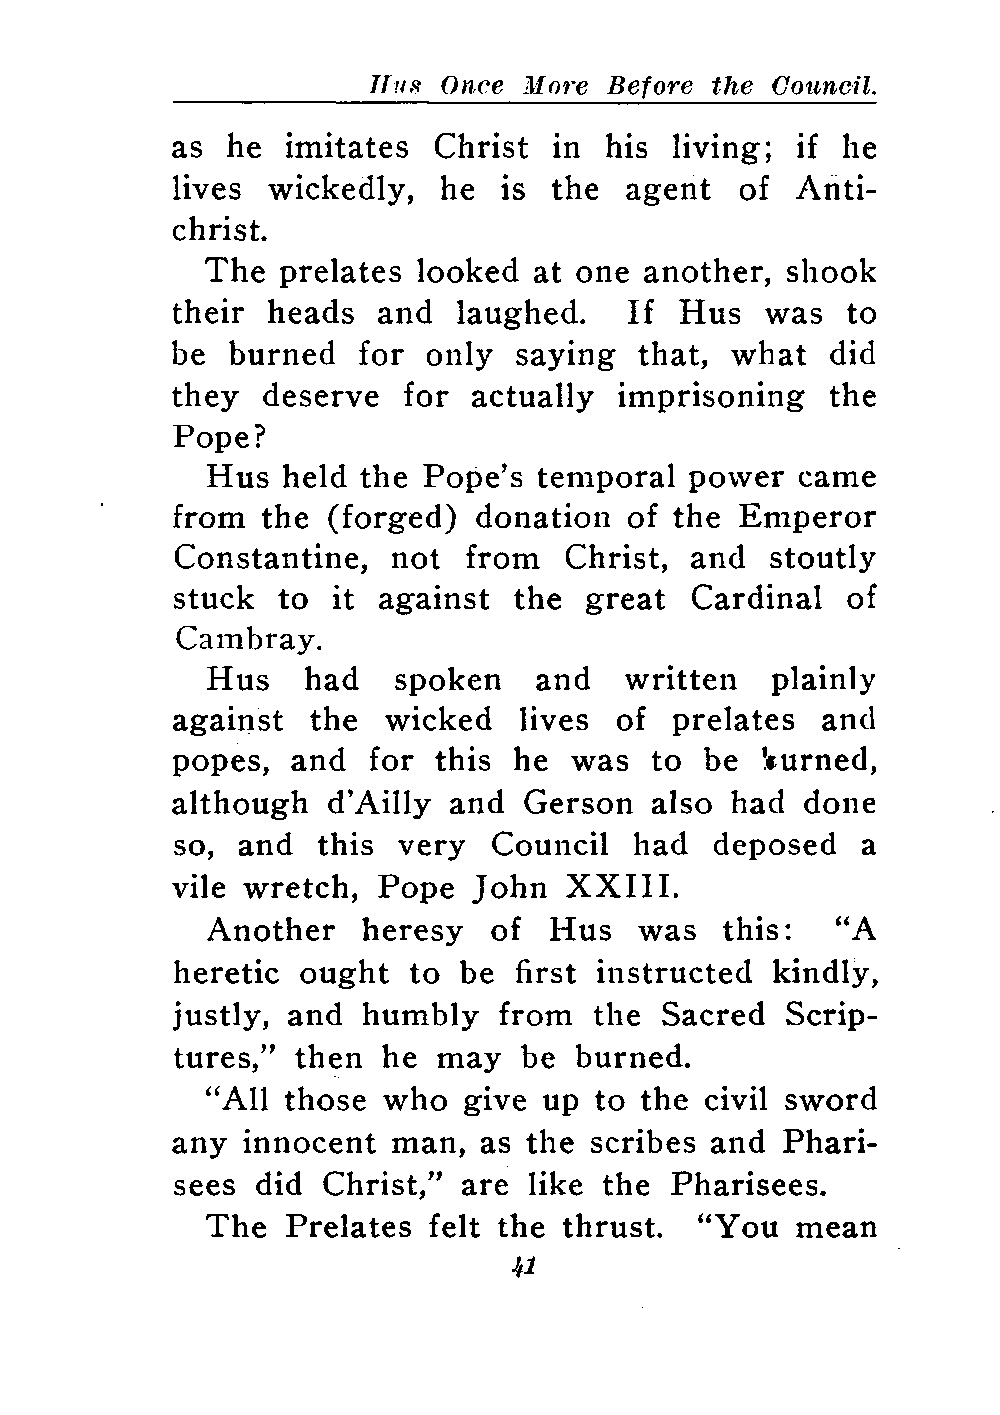 Hus Once More Before the Council.
as he imitates Christ in his living; if he
lives wickedly, he is the agent of Anti-
christ.
The prelates looked at one another, shook
their heads and laughed. If Hus was to
be burned for only saying that, what did
they deserve for actually imprisoning the
Pope?
Hus held the Pope's temporal power came
from the (forged) donation of the Emperor
Constantine, not from Christ, and stoutly
stuck to it against the great Cardinal of
Cambray.
Hus had spoken and written plainly
against the wicked lives of prelates and
popes, and for this he was to be burned,
although d'Ailly and Gerson also had done
so, and this very Council had deposed a
vile wretch, Pope John XXIII.
Another heresy of Hus was this: "A
heretic ought to be first instructed kindly,
justly, and humbly from the Sacred Scrip-
tures," then he may be burned.
"All those who give up to the civil sword
any innocent man, as the scribes and Phari-
sees did Christ," are like the Pharisees.
The Prelates felt the thrust. "You mean
41